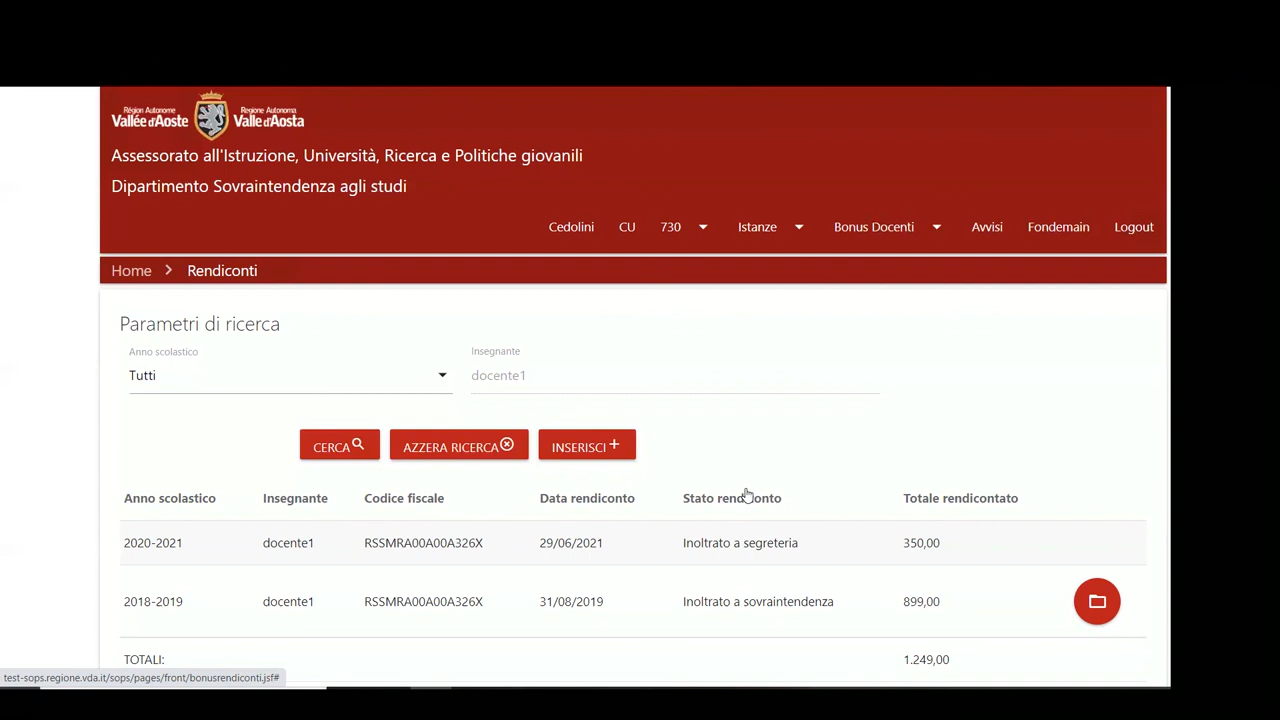 Région Autonome
Vallée d'Aoste
Regione Autonoma
Valle d'Aosta
Assessorato all'Istruzione, Università, Ricerca e Politiche giovanili
Dipartimento Sovraintendenza agli studi
Cedolini CU 730 Istanze Bonus Docenti Avvisi Fondemain Logout
Home > Rendiconti
Parametri di ricerca
Anno scolastico Insegnante
Tutti docente1
CERCA AZZERA RICERCA INSERISCI
Anno scolastico Insegnante Codice fiscale Data rendiconto Stato rendiconto Totale rendicontato
2020-2021 docente1 RSSMRA00A00A326X 29/06/2021 Inoltrato a segreteria 350,00
2018-2019 docente1 RSSMRA00A00A326X 31/08/2019 Inoltrato a sovraintendenza 899,00
TOTALI: 1.249,00
test-sops.regione.vda.it/sops/pages/front/bonusrendiconti.jsf#